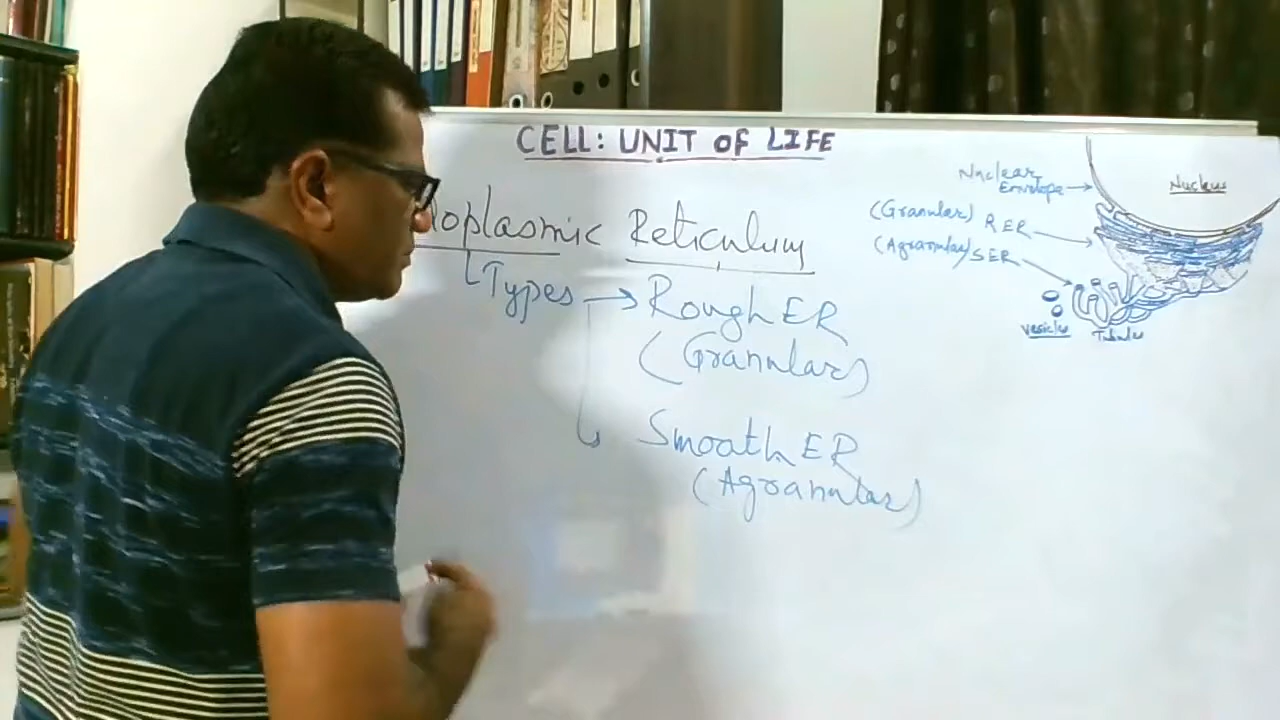 CELL: UNIT OF LIFE
oplasmic Reticulum
Types → Rough ER
(Granular)
Smooth ER
(Agranular)
Nuclear
Envelope
Nucleus
(Granular) RER
(Agranular) SER
vesicles
Tubules